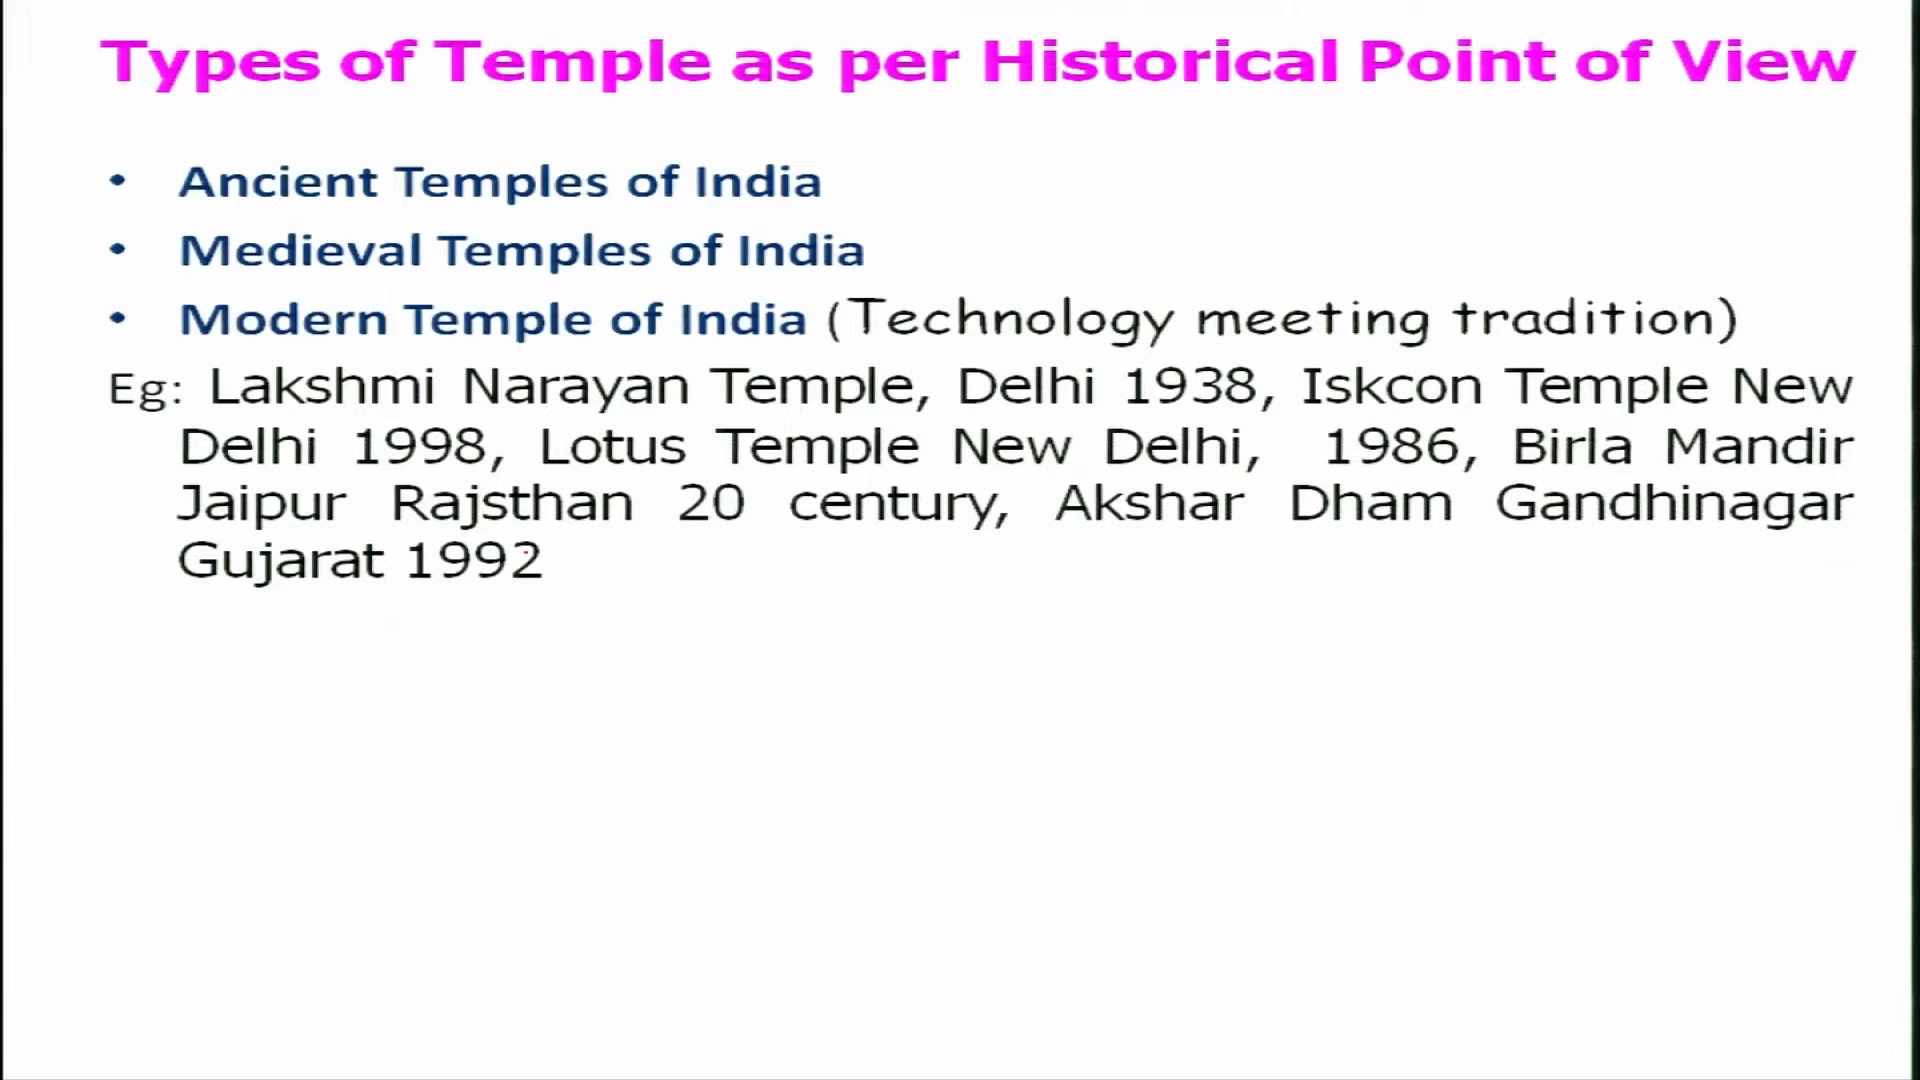 Types of Temple as per Historical Point of View
• Ancient Temples of India
• Medieval Temples of India
• Modern Temple of India (Technology meeting tradition)
Eg: Lakshmi Narayan Temple, Delhi 1938, Iskcon Temple New
Delhi 1998, Lotus Temple New Delhi, 1986, Birla Mandir
Jaipur Rajsthan 20 century, Akshar Dham Gandhinagar
Gujarat 1992